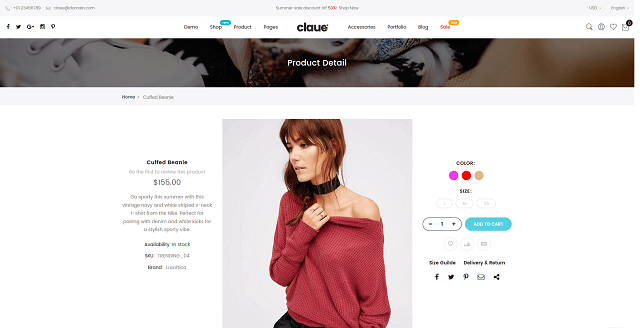 +01 23456789 claue@domain.com
Summer sale discount off 50%! Shop Now
USD English
Demo Shop Product Pages claue Accessories Portfolio Blog Sale
0
Product Detail
Home › Cuffed Beanie
Cuffed Beanie
Be the first to review this product
$155.00
Go sporty this summer with this
vintage navy and white striped v-neck
t-shirt from the Nike. Perfect for
pairing with denim and white kicks for
a stylish sporty vibe.
Availability: In stock
SKU: TRENDING_04
Brand: Luxottica
COLOR:
SIZE:
L M XS
− 1 +
ADD TO CART
Size Guilde Delivery & Return